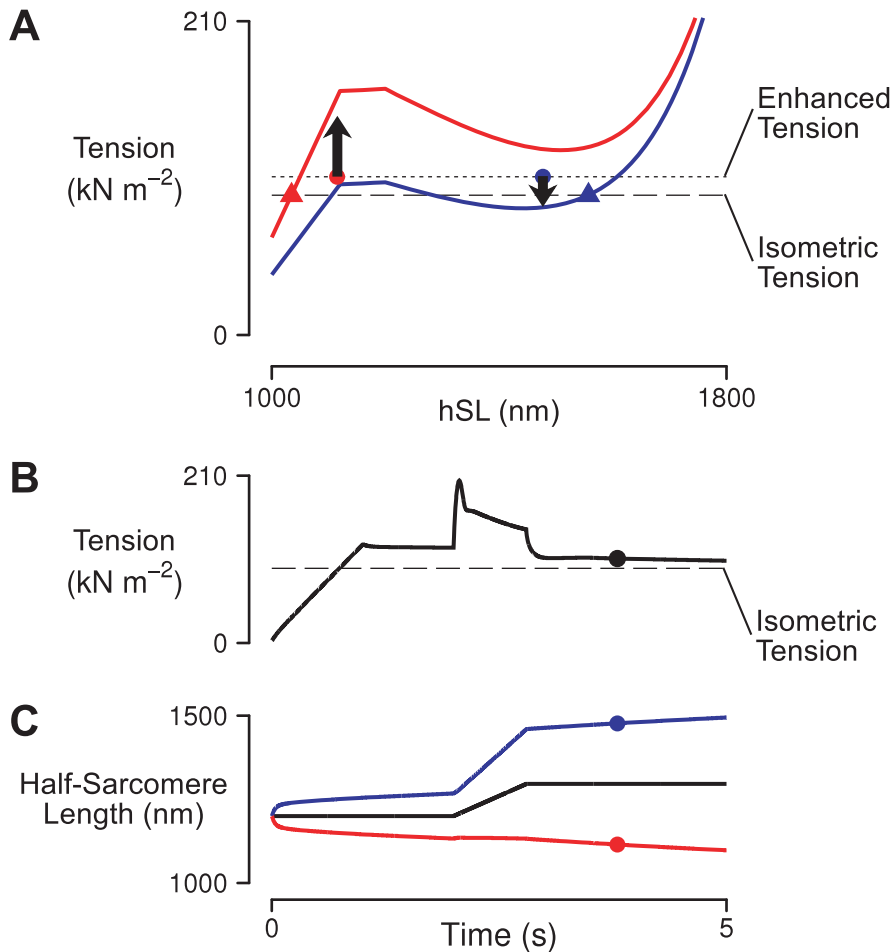 A
210
Tension
(kN m⁻²)
0
Enhanced
Tension
Isometric
Tension
1000
1800
hSL (nm)
B
210
Tension
(kN m⁻²)
0
Isometric
Tension
C
1500
Half-Sarcomere
Length (nm)
1000
0
5
Time (s)